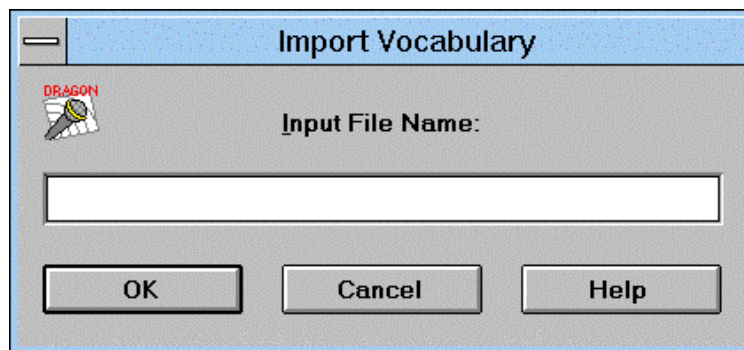 Import Vocabulary
DRAGON
Input File Name:
OK
Cancel
Help